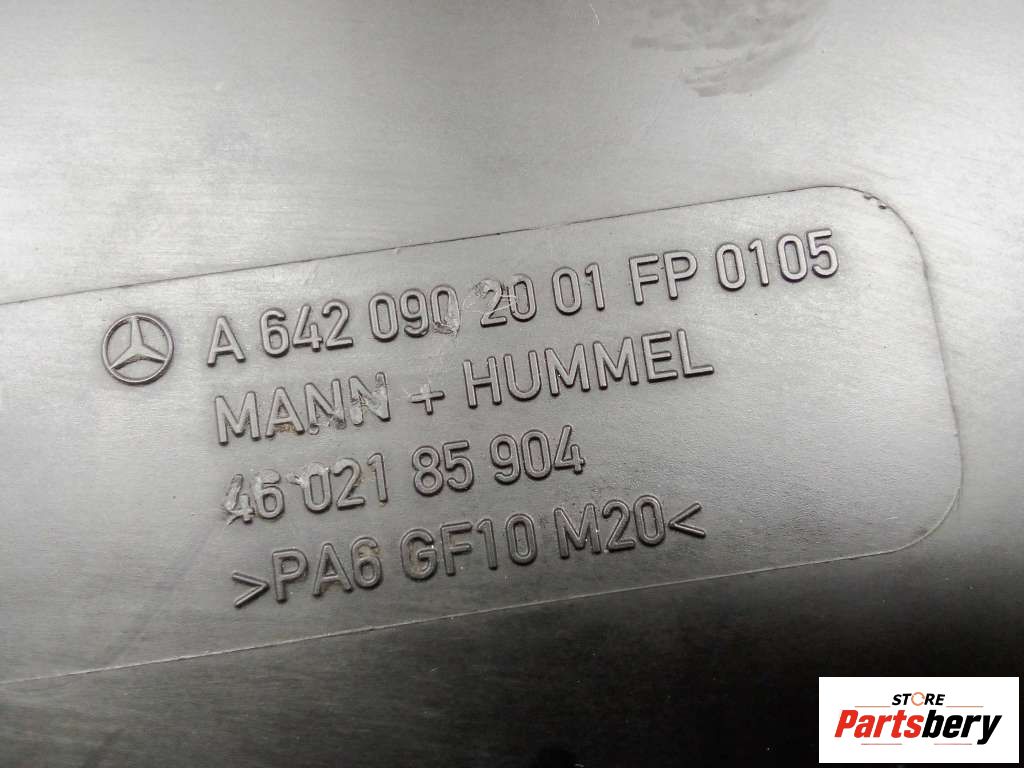 A 642 090 20 01 FP 0105
MANN + HUMMEL
46 021 85 904
>PA6 GF10 M20<
STORE
Partsbery